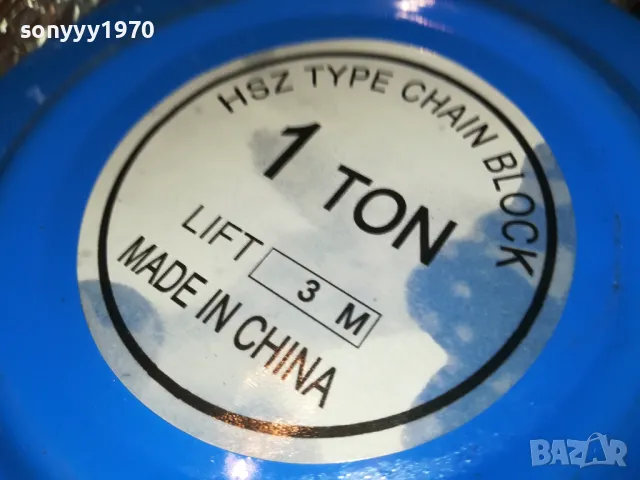 sonyyy1970
HSZ TYPE CHAIN BLOCK
1 TON
LIFT 3 M
MADE IN CHINA
BAZAR